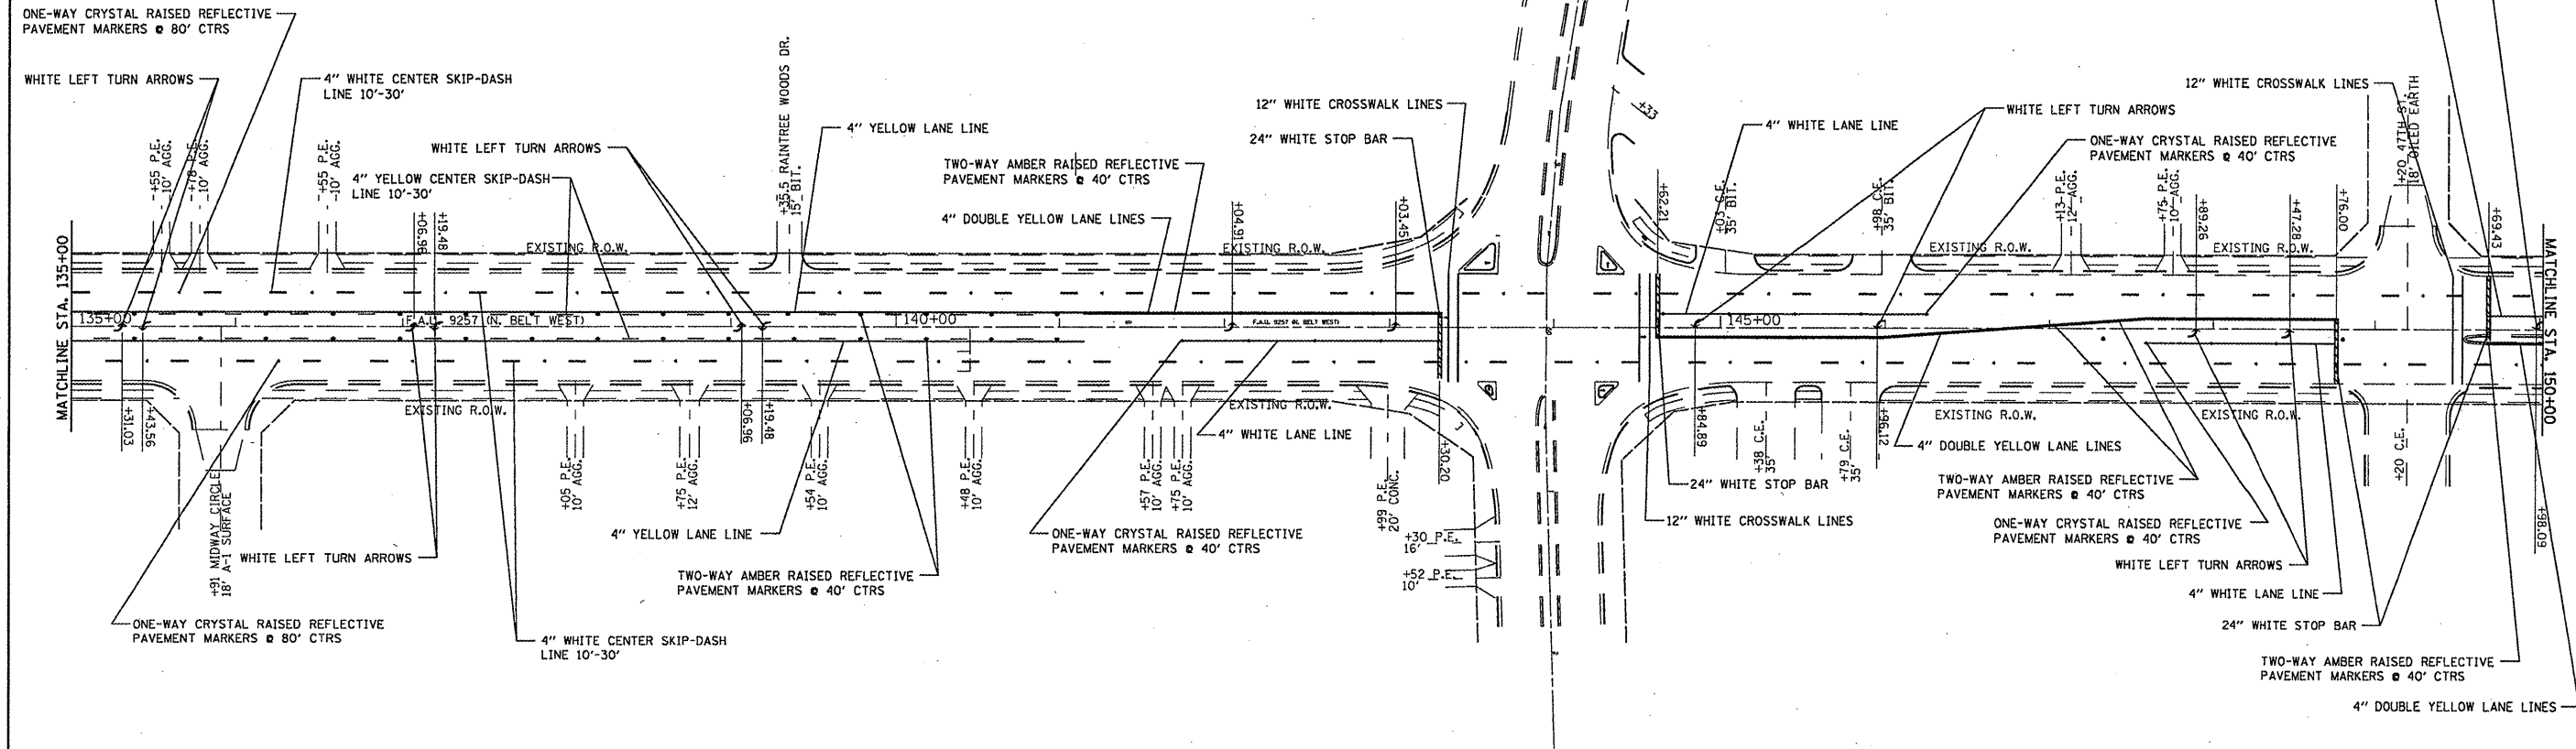 ONE-WAY CRYSTAL RAISED REFLECTIVE
PAVEMENT MARKERS @ 80' CTRS
WHITE LEFT TURN ARROWS
4" WHITE CENTER SKIP-DASH
LINE 10'-30'
+55 P.E.
10' AGG.
+78 P.E.
10' AGG.
+55 P.E.
10' AGG.
WHITE LEFT TURN ARROWS
4" YELLOW CENTER SKIP-DASH
LINE 10'-30'
+06.96
+19.48
+35.5 RAINTREE WOODS DR.
15' BIT.
4" YELLOW LANE LINE
TWO-WAY AMBER RAISED REFLECTIVE
PAVEMENT MARKERS @ 40' CTRS
4" DOUBLE YELLOW LANE LINES
12" WHITE CROSSWALK LINES
24" WHITE STOP BAR
+04.91
+03.45
+33
4" WHITE LANE LINE
WHITE LEFT TURN ARROWS
ONE-WAY CRYSTAL RAISED REFLECTIVE
PAVEMENT MARKERS @ 40' CTRS
12" WHITE CROSSWALK LINES
+62.21
+03 C.E.
35' BIT.
+98 C.E.
35' BIT.
+13 P.E.
12' AGG.
+75 P.E.
10' AGG.
+89.26
+47.28
+76.00
+20 47TH ST.
18' OILED EARTH
+69.43
EXISTING R.O.W.
EXISTING R.O.W.
EXISTING R.O.W.
EXISTING R.O.W.
MATCHLINE STA. 135+00
135+00
F.A.U. 9257 (N. BELT WEST)
140+00
F.A.U. 9257 (N. BELT WEST)
145+00
MATCHLINE STA. 150+00
EXISTING R.O.W.
EXISTING R.O.W.
EXISTING R.O.W.
EXISTING R.O.W.
+31.03
+43.56
+91 MIDWAY CIRCLE
18' A-1 SURFACE
+05 P.E.
10' AGG.
+75 P.E.
12' AGG.
+06.96
+19.48
+54 P.E.
10' AGG.
+48 P.E.
10' AGG.
+57 P.E.
10' AGG.
+75 P.E.
10' AGG.
4" WHITE LANE LINE
+99 P.E.
20' CONC.
+30.20
+84.89
+38 C.E.
35'
+79 C.E.
35'
+96.12
4" DOUBLE YELLOW LANE LINES
+20 C.E.
+98.09
24" WHITE STOP BAR
TWO-WAY AMBER RAISED REFLECTIVE
PAVEMENT MARKERS @ 40' CTRS
12" WHITE CROSSWALK LINES
ONE-WAY CRYSTAL RAISED REFLECTIVE
PAVEMENT MARKERS @ 40' CTRS
4" YELLOW LANE LINE
ONE-WAY CRYSTAL RAISED REFLECTIVE
PAVEMENT MARKERS @ 40' CTRS
+30 P.E.
16'
+52 P.E.
10'
WHITE LEFT TURN ARROWS
TWO-WAY AMBER RAISED REFLECTIVE
PAVEMENT MARKERS @ 40' CTRS
WHITE LEFT TURN ARROWS
4" WHITE LANE LINE
ONE-WAY CRYSTAL RAISED REFLECTIVE
PAVEMENT MARKERS @ 80' CTRS
4" WHITE CENTER SKIP-DASH
LINE 10'-30'
24" WHITE STOP BAR
TWO-WAY AMBER RAISED REFLECTIVE
PAVEMENT MARKERS @ 40' CTRS
4" DOUBLE YELLOW LANE LINES